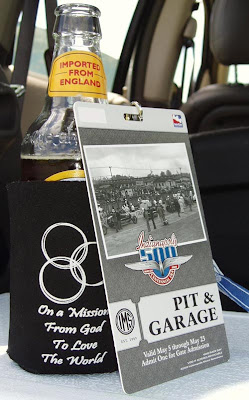 IMPORTED
FROM
ENGLAND
On a Mission
From God
To Love
The World
Indianapolis
500
PIT &
GARAGE
IMS
Valid May 5 through May 25
Admit One for Gate Admission